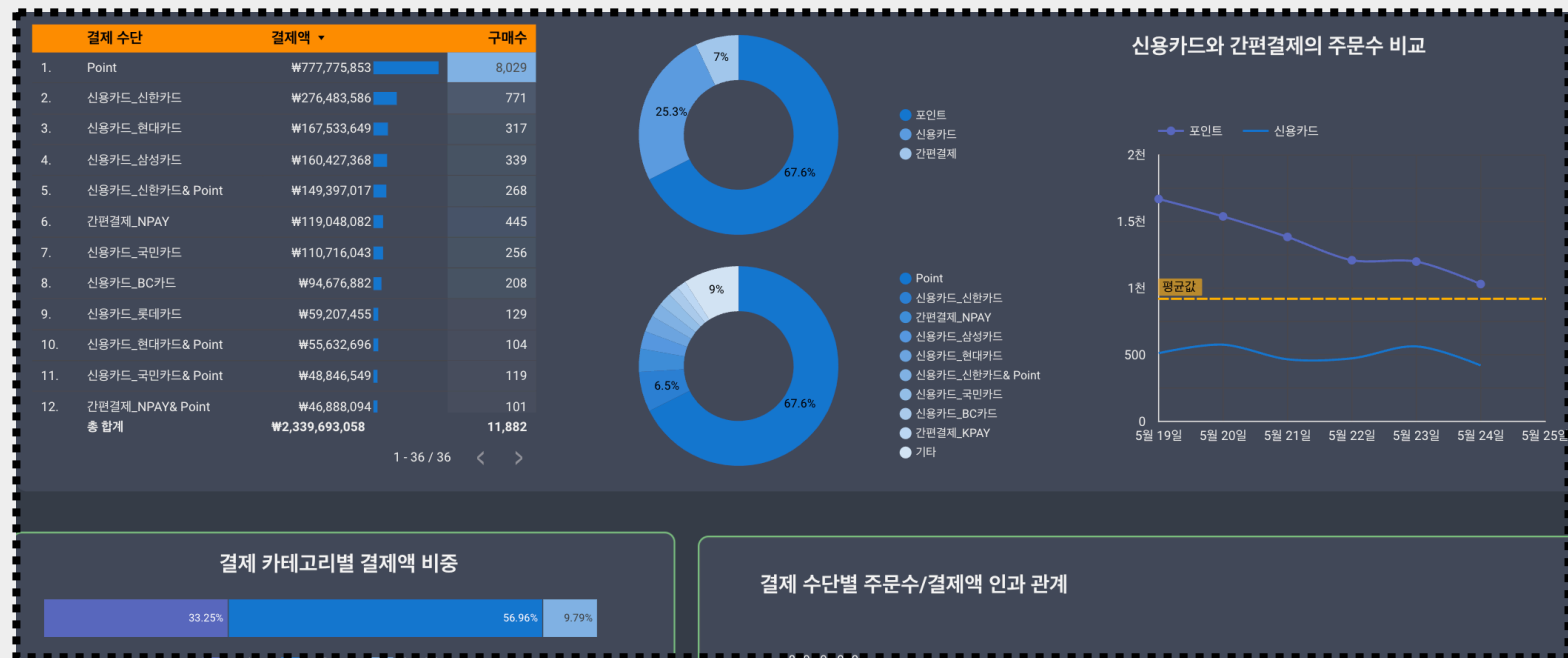 결제 수단 결제액 구매수
1. Point ₩777,775,853 8,029
2. 신용카드_신한카드 ₩276,483,586 771
3. 신용카드_현대카드 ₩167,533,649 317
4. 신용카드_삼성카드 ₩160,427,368 339
5. 신용카드_신한카드& Point ₩149,397,017 268
6. 간편결제_NPAY ₩119,048,082 445
7. 신용카드_국민카드 ₩110,716,043 256
8. 신용카드_BC카드 ₩94,676,882 208
9. 신용카드_롯데카드 ₩59,207,455 129
10. 신용카드_현대카드& Point ₩55,632,696 104
11. 신용카드_국민카드& Point ₩48,846,549 119
12. 간편결제_NPAY& Point ₩46,888,094 101
총 합계 ₩2,339,693,058 11,882
1 - 36 / 36
7%
25.3%
67.6%
포인트
신용카드
간편결제
9%
6.5%
67.6%
Point
신용카드_신한카드
간편결제_NPAY
신용카드_삼성카드
신용카드_현대카드
신용카드_신한카드& Point
신용카드_국민카드
신용카드_BC카드
간편결제_KPAY
기타
신용카드와 간편결제의 주문수 비교
포인트 신용카드
2천
1.5천
1천
평균값
500
0
5월 19일 5월 20일 5월 21일 5월 22일 5월 23일 5월 24일 5월 25일
결제 카테고리별 결제액 비중
33.25% 56.96% 9.79%
결제 수단별 주문수/결제액 인과 관계